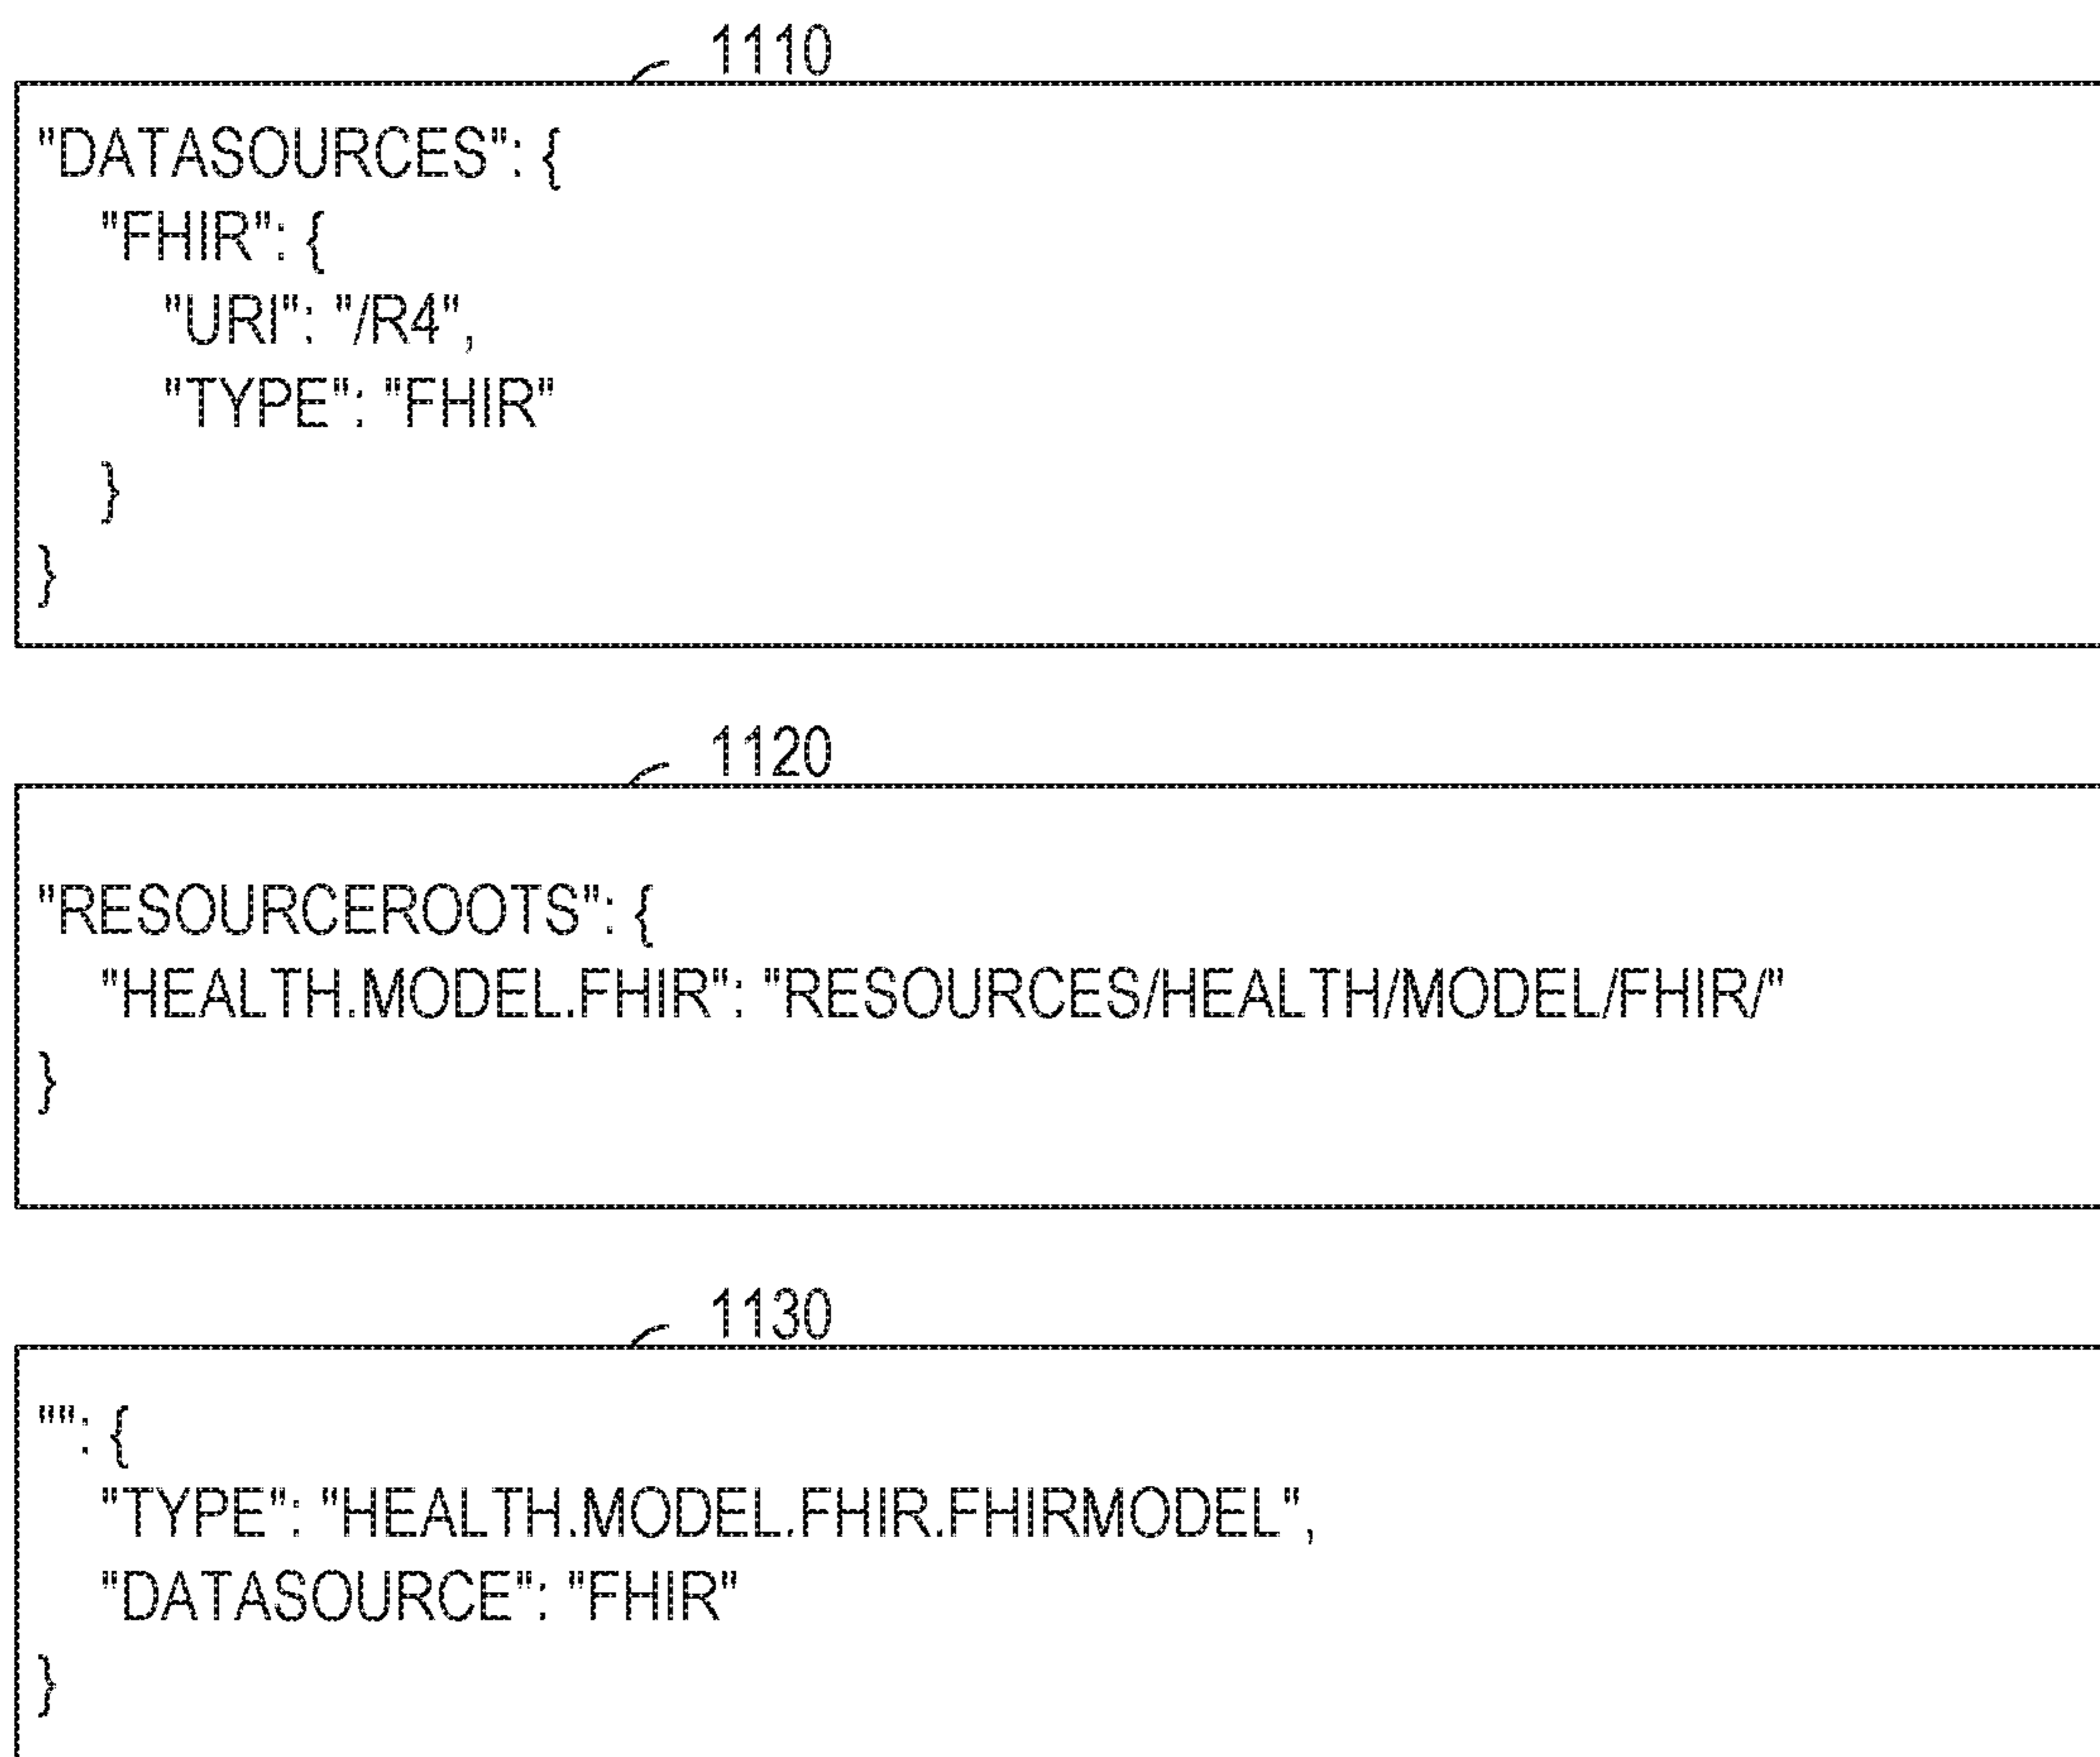 1110
"DATASOURCES": {
"FHIR": {
"URI": "/R4",
"TYPE": "FHIR"
}
}
1120
"RESOURCEROOTS": {
"HEALTH.MODEL.FHIR": "RESOURCES/HEALTH/MODEL/FHIR/"
}
1130
"": {
"TYPE": "HEALTH.MODEL.FHIR.FHIRMODEL",
"DATASOURCE": "FHIR"
}